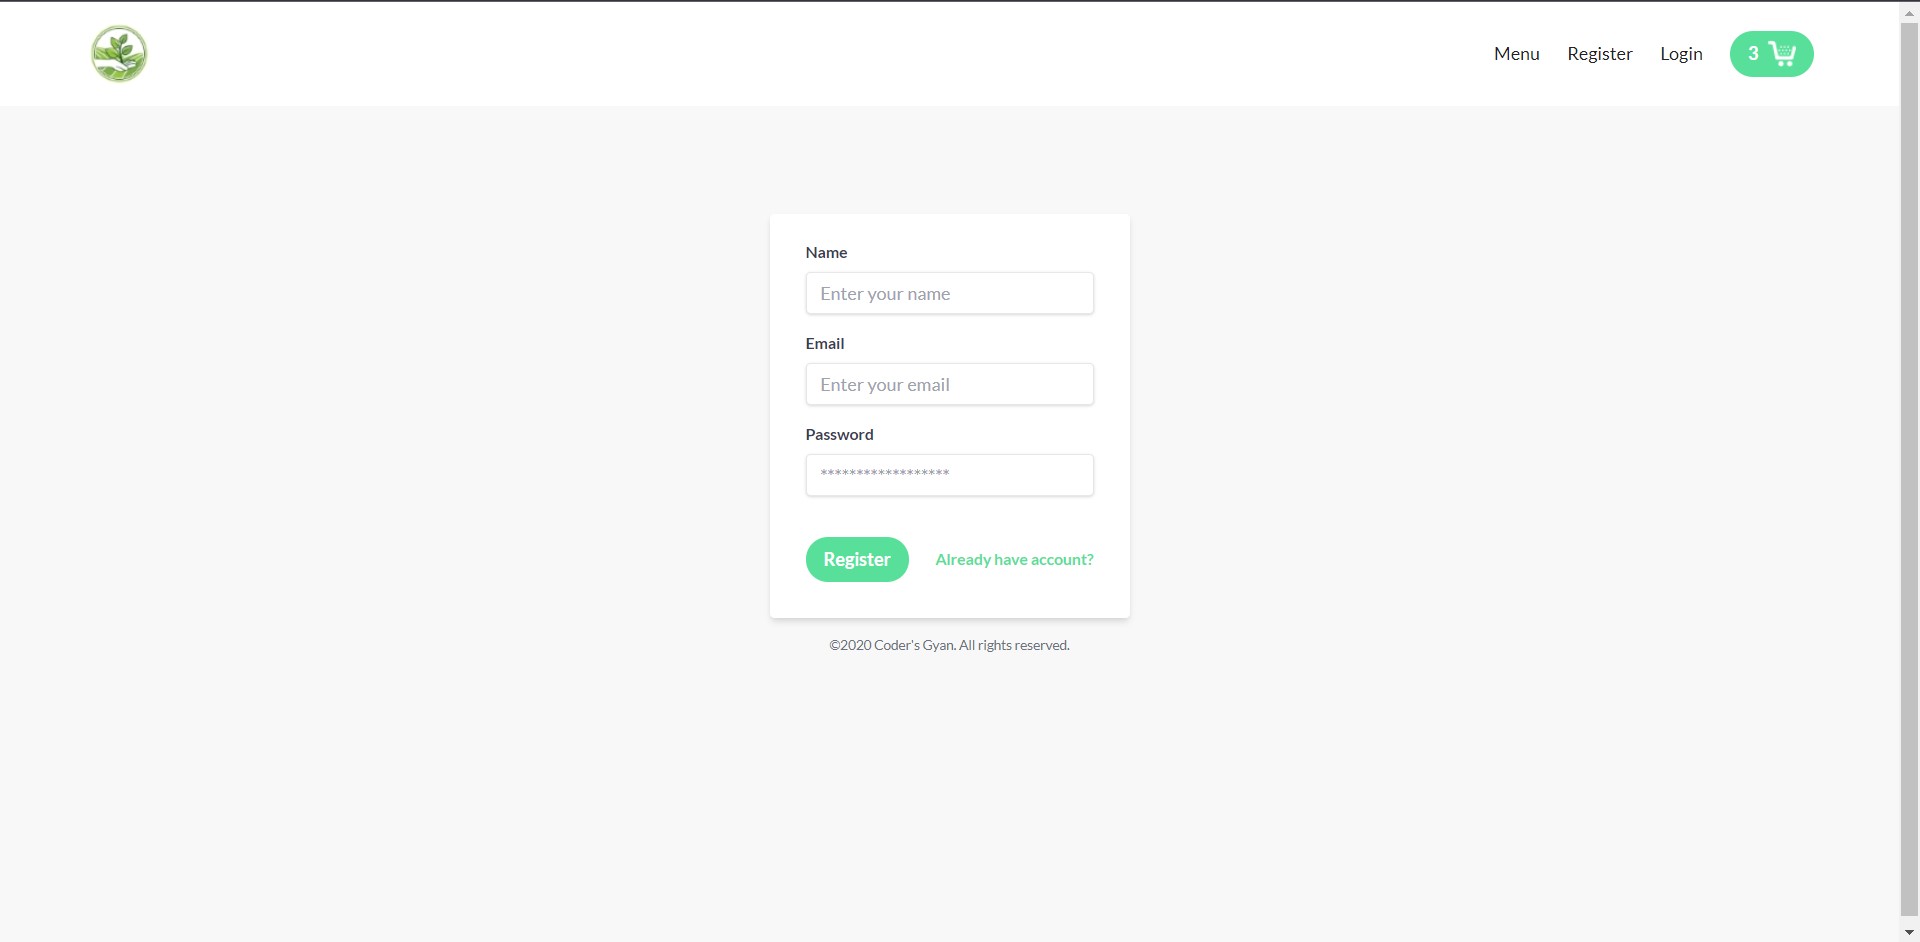 Menu Register Login 3
Name
Enter your name
Email
Enter your email
Password
******************
Register Already have account?
©2020 Coder's Gyan. All rights reserved.